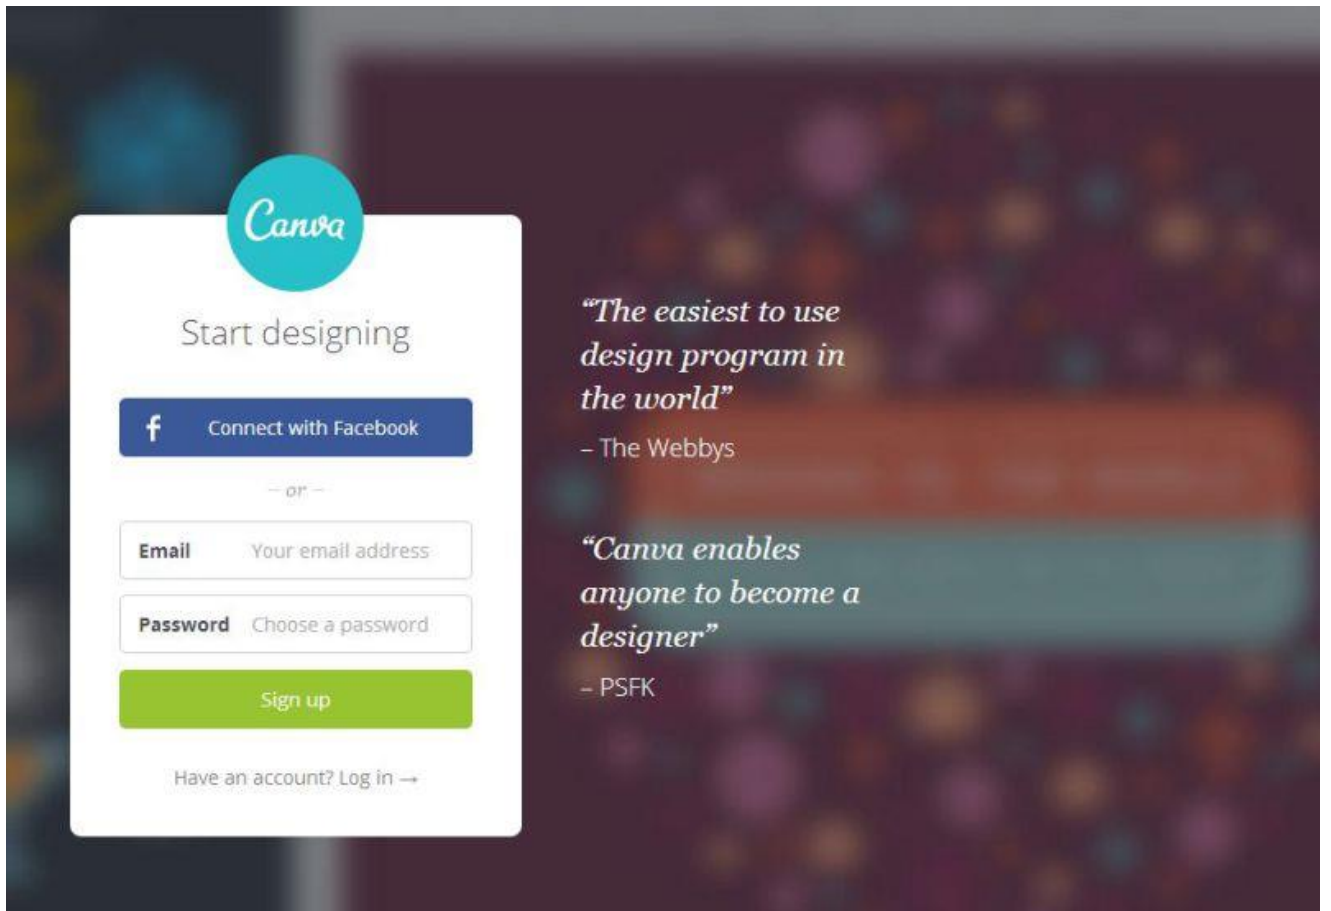 Canva
Start designing
f Connect with Facebook
– or –
Email Your email address
Password Choose a password
Sign up
Have an account? Log in →
“The easiest to use
design program in
the world”
– The Webbys
“Canva enables
anyone to become a
designer”
– PSFK